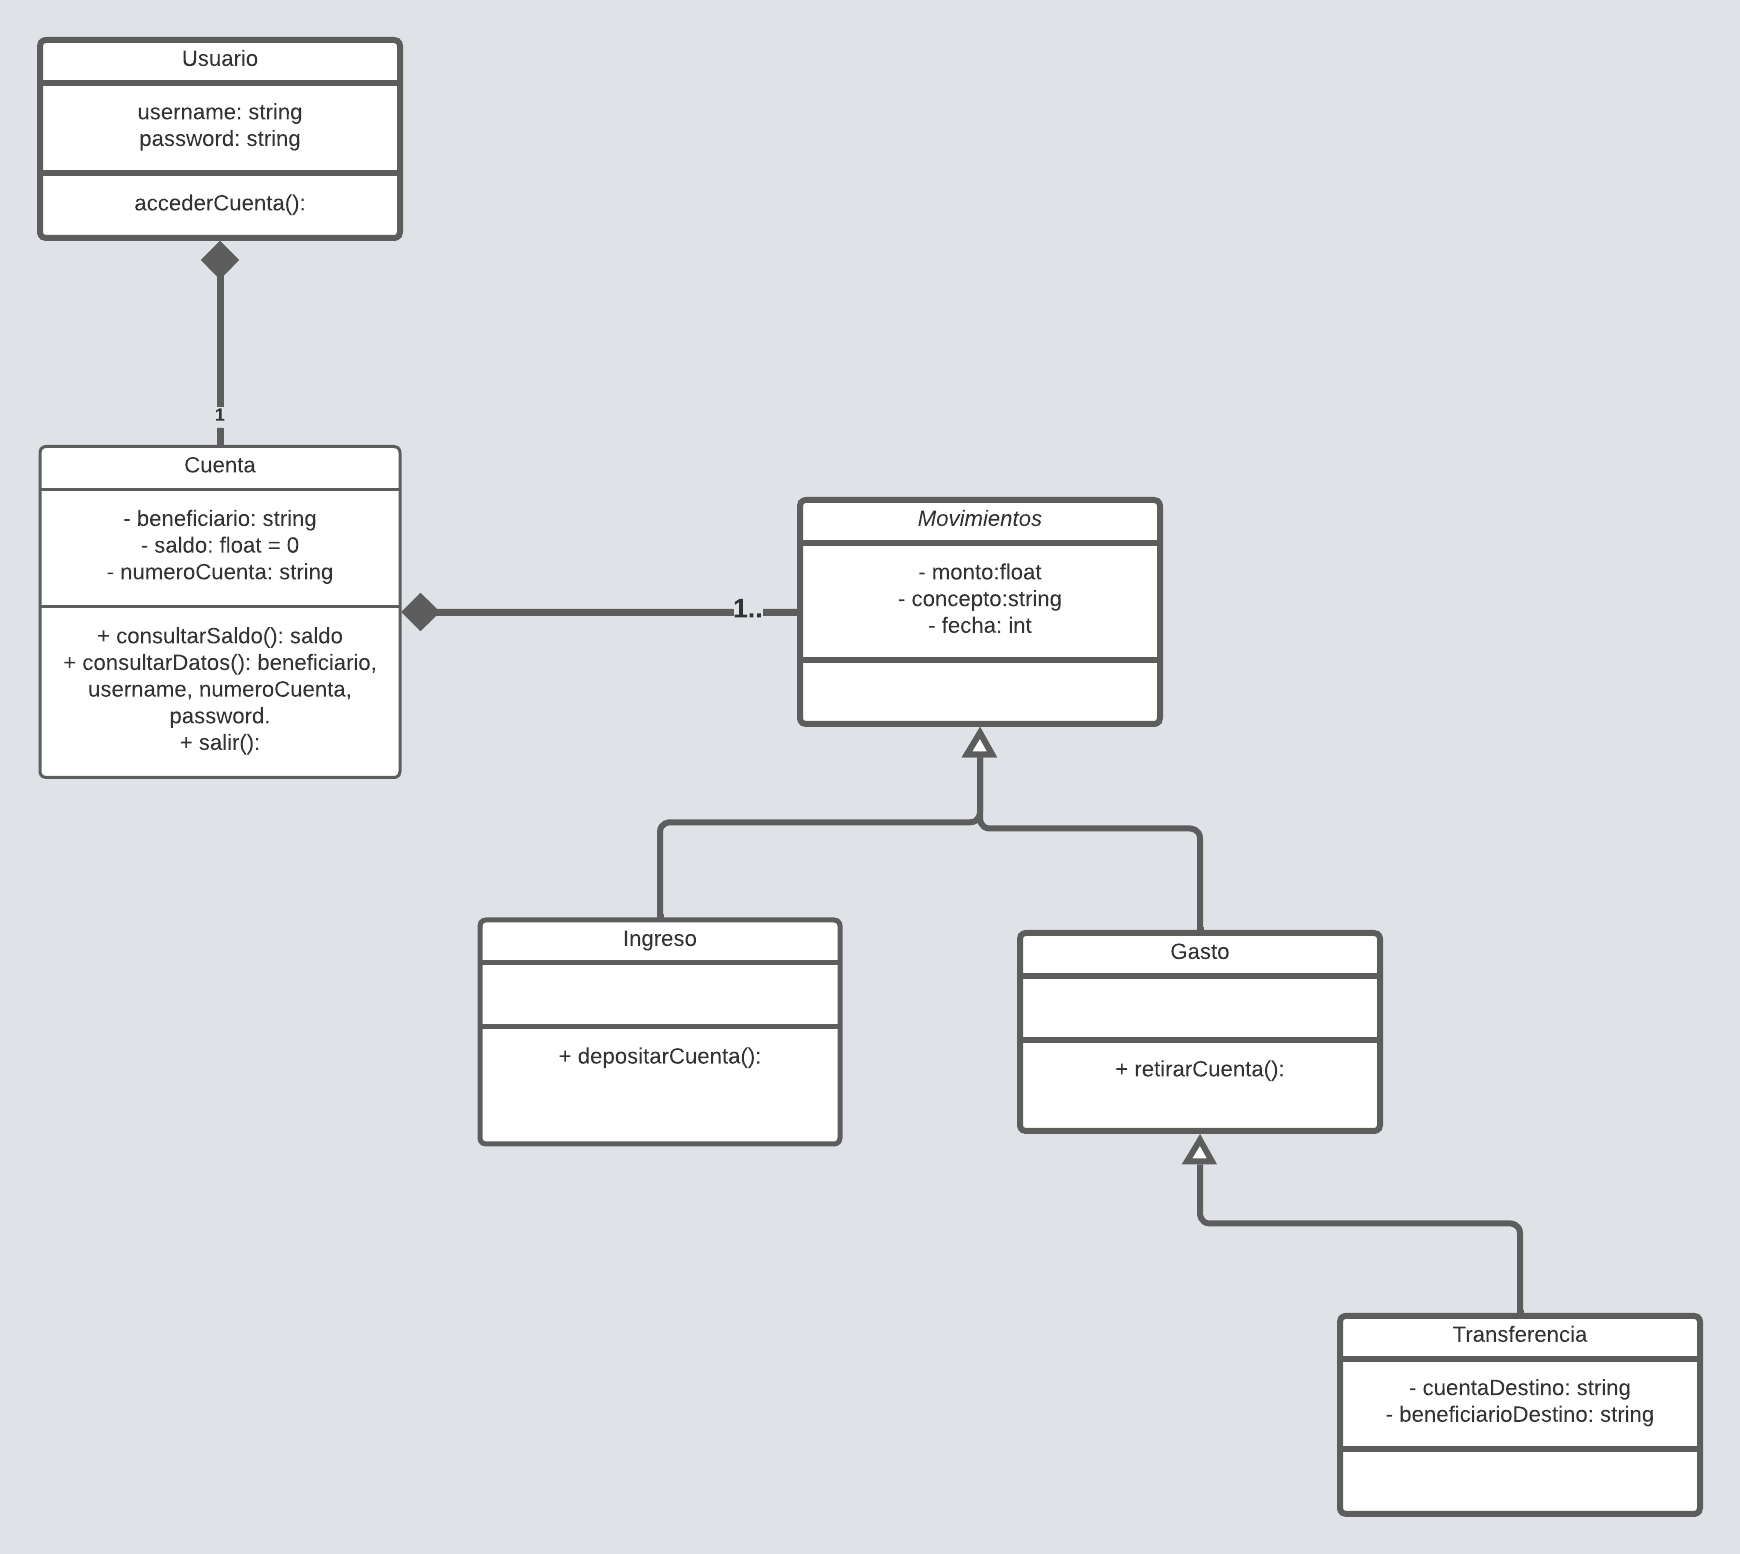 Usuario
username: string
password: string
accederCuenta():
1
Cuenta
- beneficiario: string
- saldo: float = 0
- numeroCuenta: string
+ consultarSaldo(): saldo
+ consultarDatos(): beneficiario,
username, numeroCuenta,
password.
+ salir():
1..
Movimientos
- monto:float
- concepto:string
- fecha: int
Ingreso
+ depositarCuenta():
Gasto
+ retirarCuenta():
Transferencia
- cuentaDestino: string
- beneficiarioDestino: string